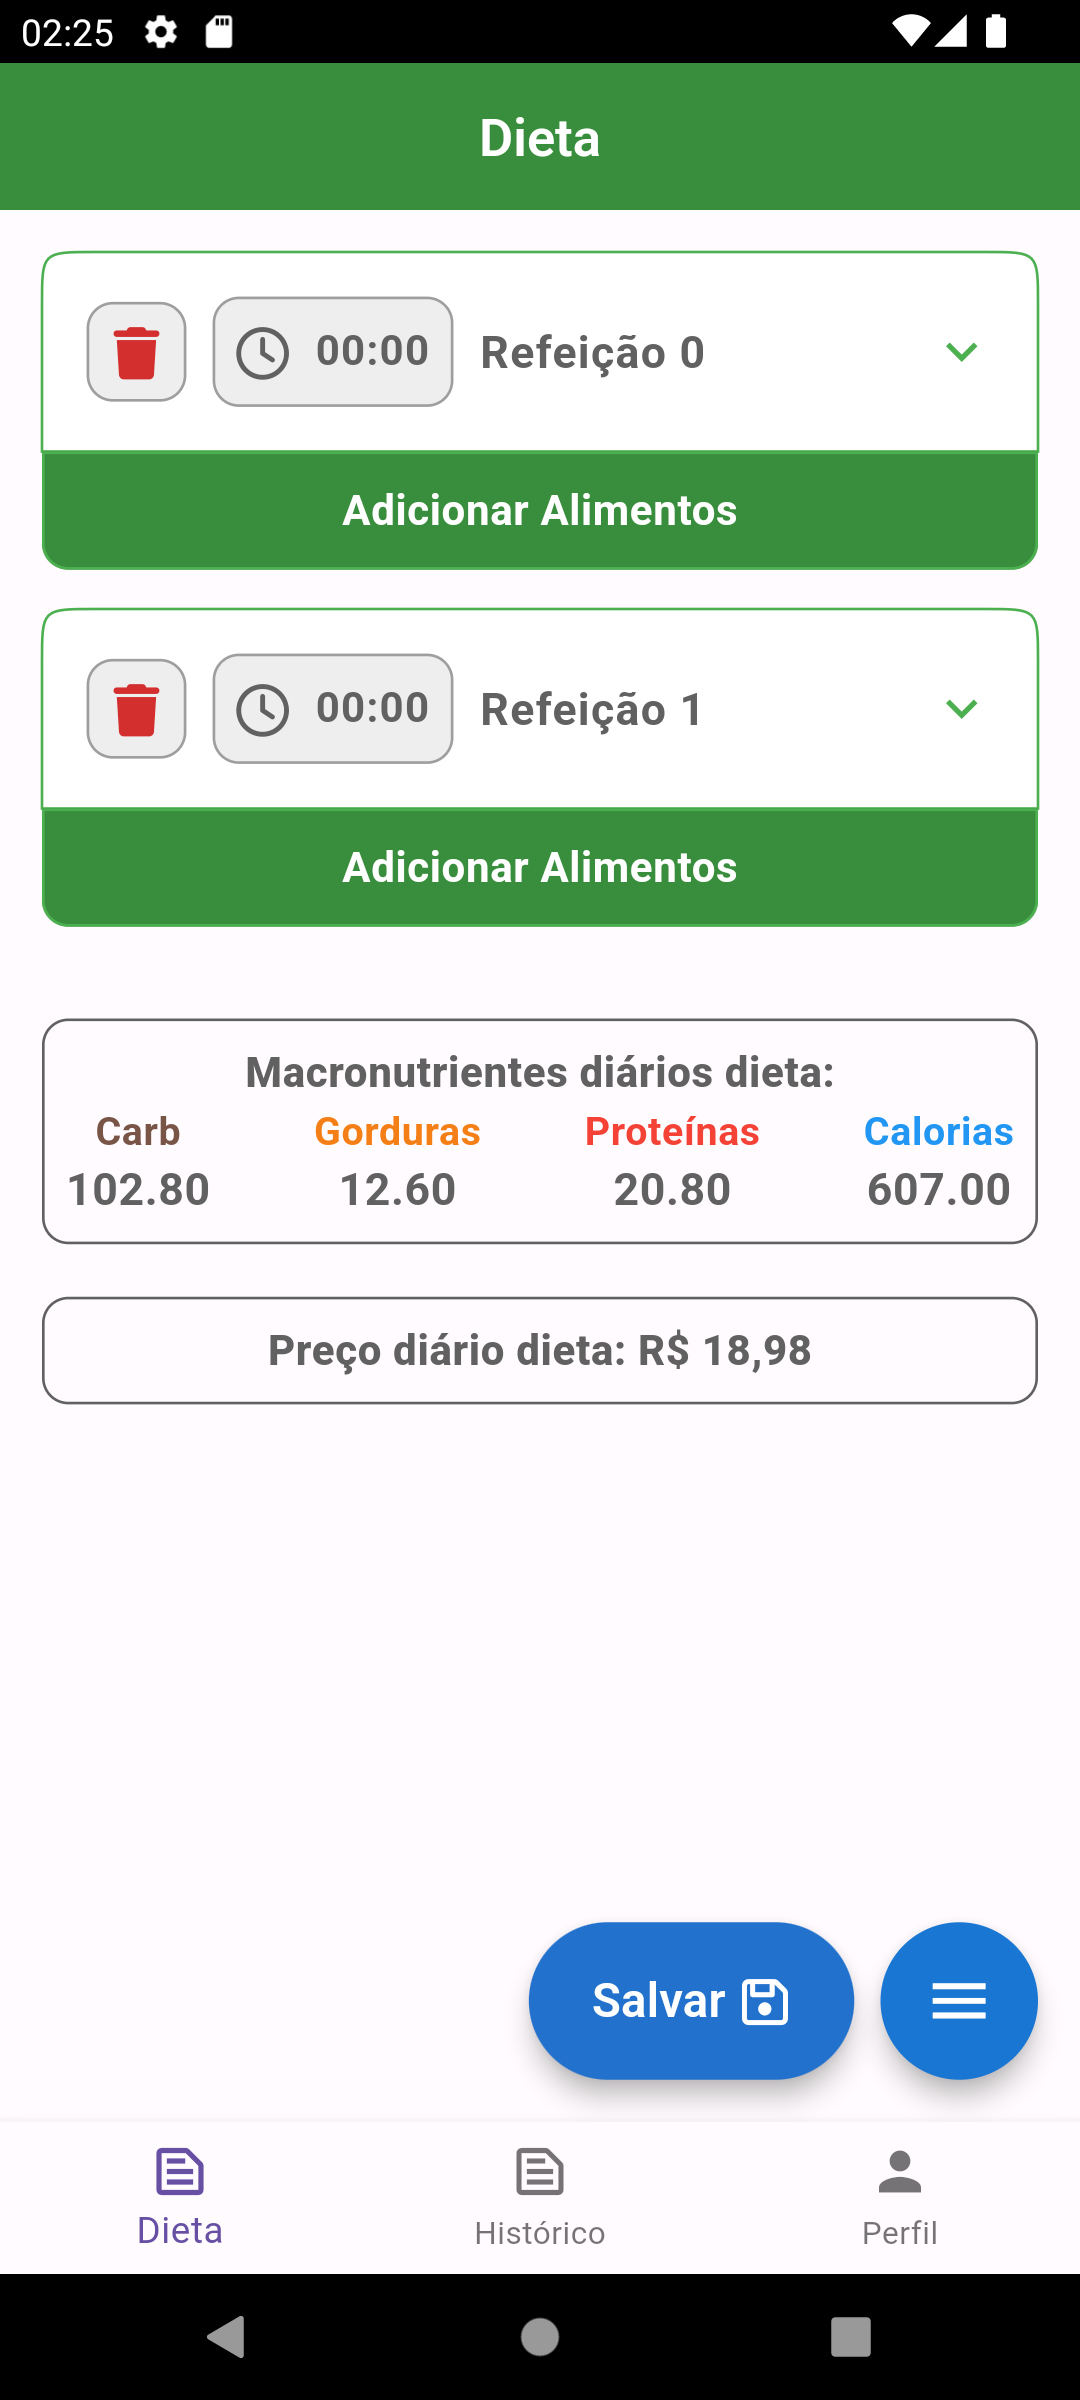 02:25
Dieta
00:00 Refeição 0
Adicionar Alimentos
00:00 Refeição 1
Adicionar Alimentos
Macronutrientes diários dieta:
Carb Gorduras Proteínas Calorias
102.80 12.60 20.80 607.00
Preço diário dieta: R$ 18,98
Salvar
Dieta Histórico Perfil